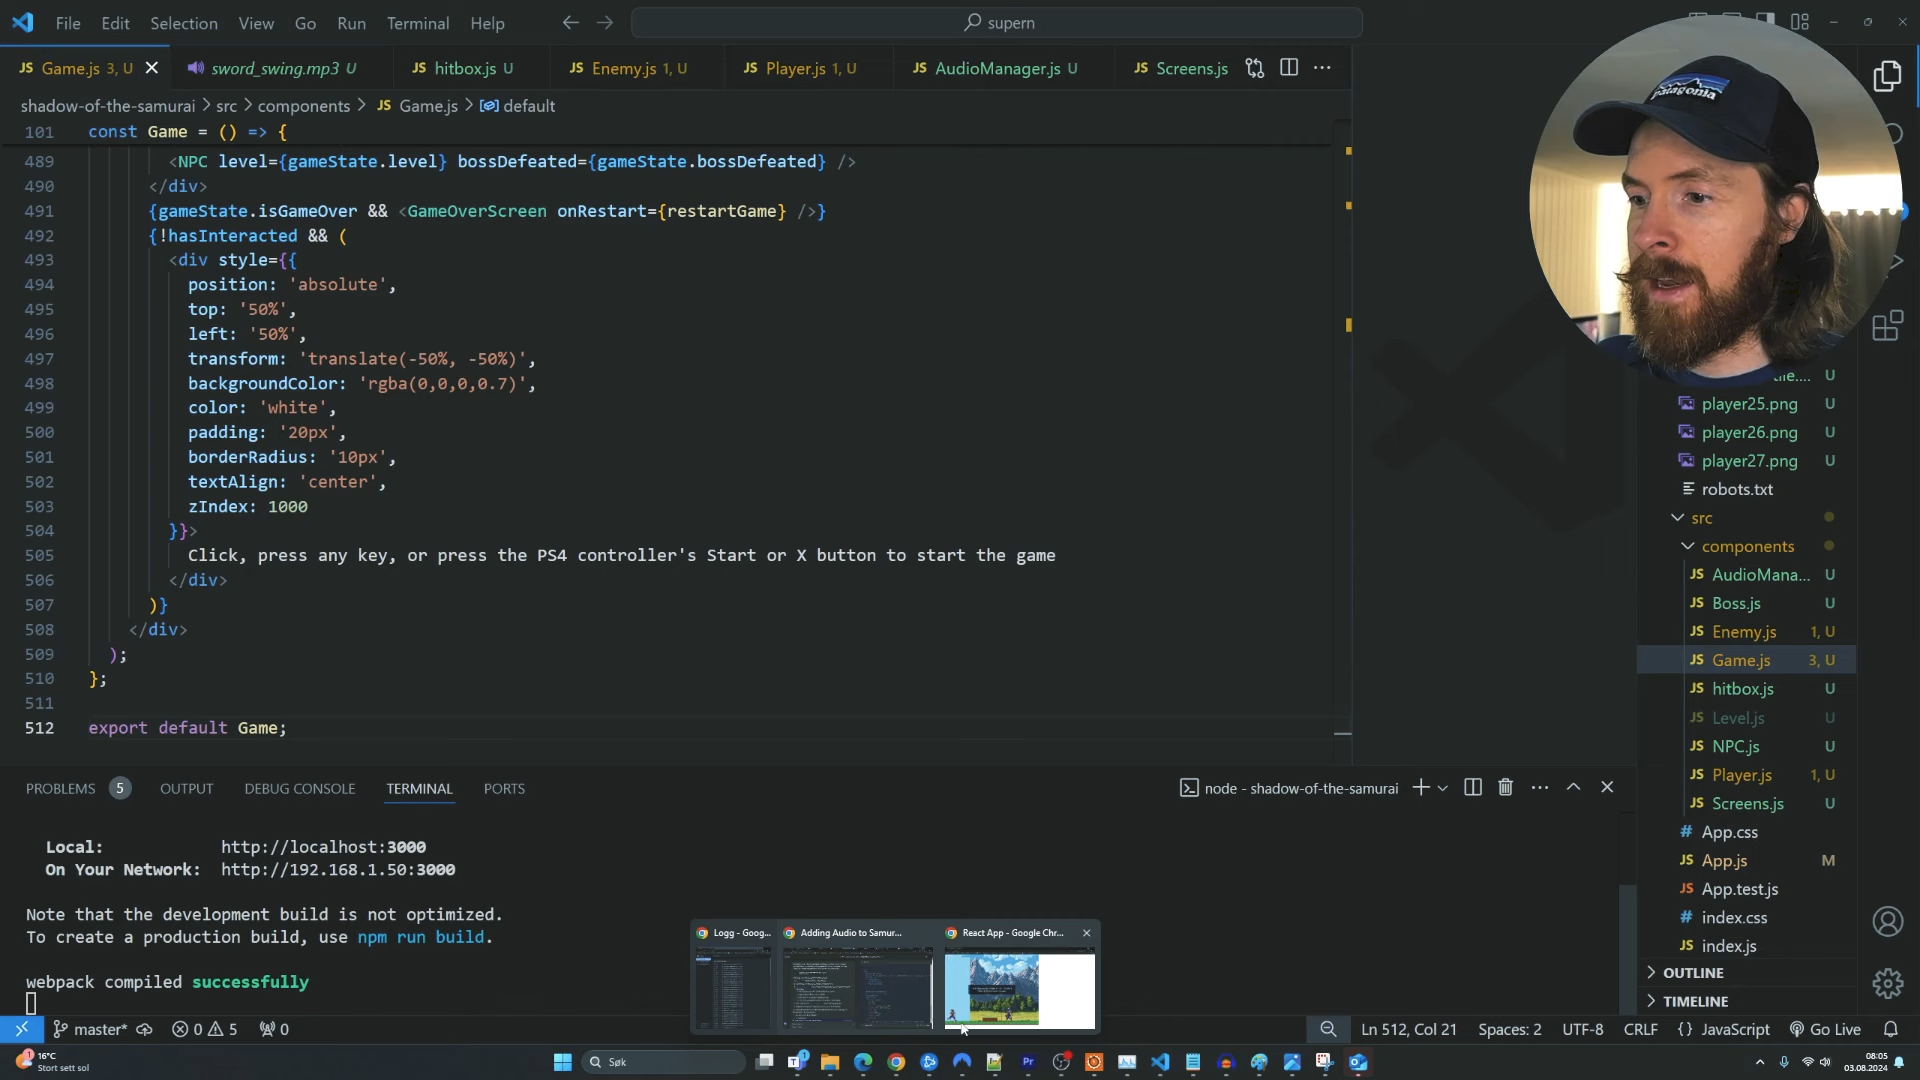 File Edit Selection View Go Run Terminal Help
supern
JS Game.js 3, U
sword_swing.mp3 U
JS hitbox.js U
JS Enemy.js 1, U
JS Player.js 1, U
JS AudioManager.js U
JS Screens.js
shadow-of-the-samurai > src > components > JS Game.js > default
101 const Game = () => {
489 <NPC level={gameState.level} bossDefeated={gameState.bossDefeated} />
490 </div>
491 {gameState.isGameOver && <GameOverScreen onRestart={restartGame} />}
492 {!hasInteracted && (
493 <div style={{
494 position: 'absolute',
495 top: '50%',
496 left: '50%',
497 transform: 'translate(-50%, -50%)',
498 backgroundColor: 'rgba(0,0,0,0.7)',
499 color: 'white',
500 padding: '20px',
501 borderRadius: '10px',
502 textAlign: 'center',
503 zIndex: 1000
504 }}>
505 Click, press any key, or press the PS4 controller's Start or X button to start the game
506 </div>
507 )}
508 </div>
509 );
510 };
511
512 export default Game;
patagonia
player25.png U
player26.png U
player27.png U
robots.txt
src
components
JS AudioMana... U
JS Boss.js U
JS Enemy.js 1, U
JS Game.js 3, U
JS hitbox.js U
JS Level.js U
JS NPC.js U
JS Player.js 1, U
JS Screens.js U
# App.css
JS App.js M
JS App.test.js
# index.css
JS index.js
OUTLINE
TIMELINE
PROBLEMS 5 OUTPUT DEBUG CONSOLE TERMINAL PORTS
node - shadow-of-the-samurai
Local: http://localhost:3000
On Your Network: http://192.168.1.50:3000
Note that the development build is not optimized.
To create a production build, use npm run build.
webpack compiled successfully
Logg - Goog...
Adding Audio to Samur...
React App - Google Chr...
master* 0 5 0
Ln 512, Col 21 Spaces: 2 UTF-8 CRLF {} JavaScript Go Live
16°C
Stort sett sol
Søk
08:05
03.08.2024